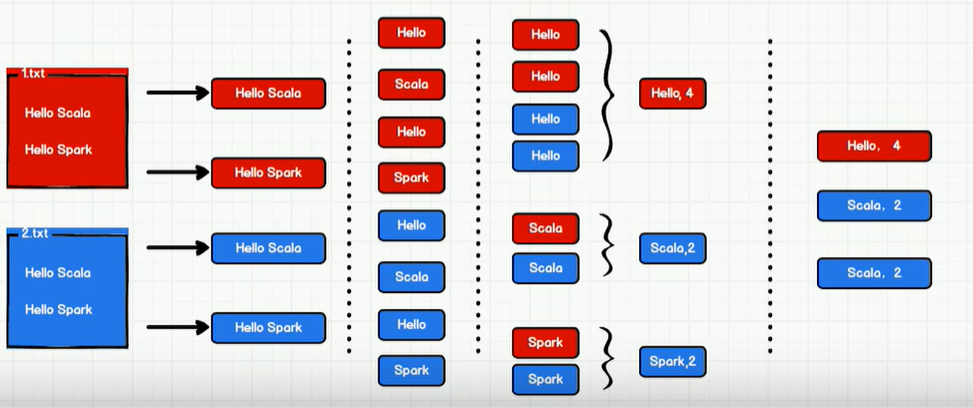 1.txt
Hello Scala
Hello Spark
2.txt
Hello Scala
Hello Spark
Hello Scala
Hello Spark
Hello Scala
Hello Spark
Hello
Scala
Hello
Spark
Hello
Scala
Hello
Spark
Hello
Hello
Hello
Hello
Hello, 4
Scala
Scala
Scala,2
Spark
Spark
Spark,2
Hello, 4
Scala, 2
Scala, 2